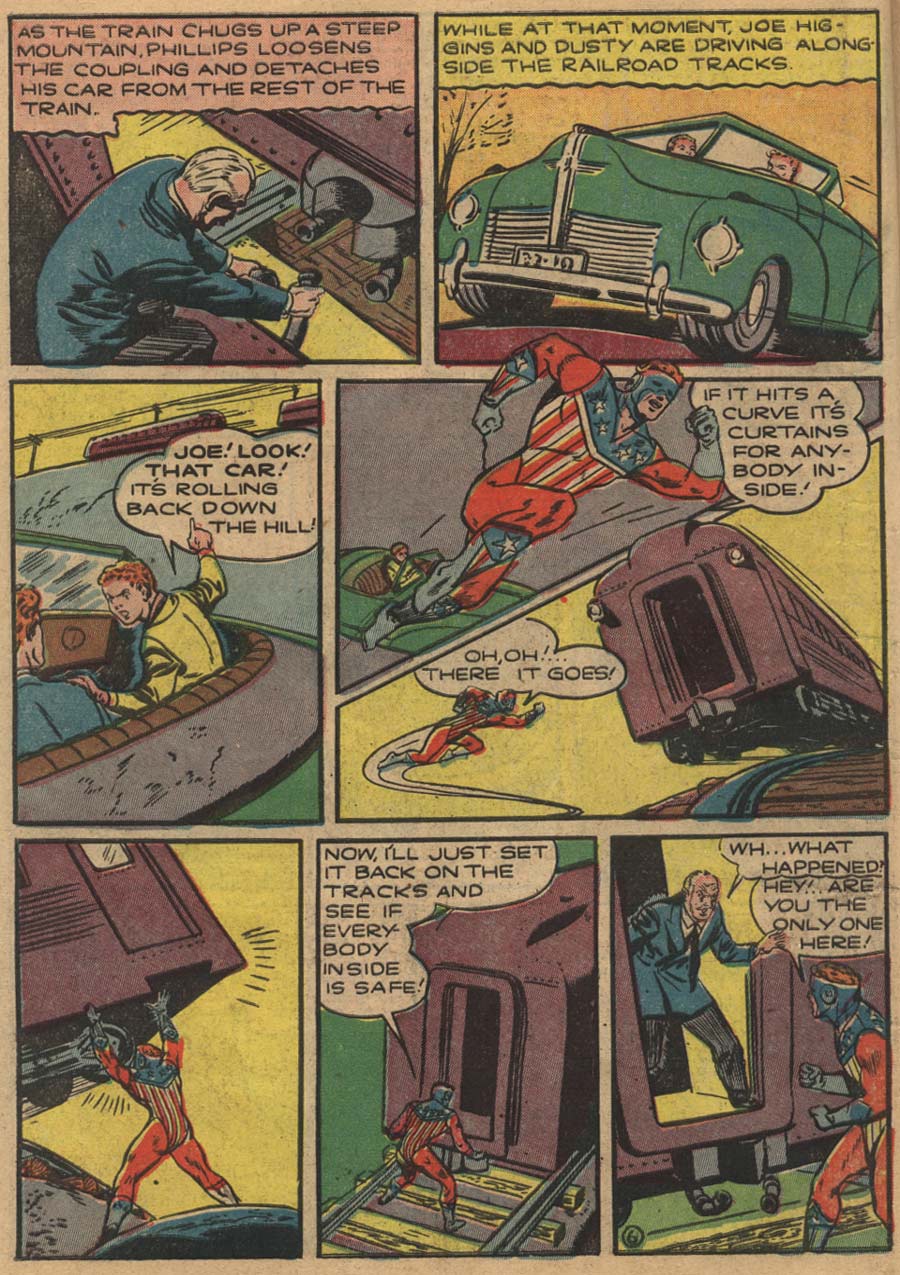 AS THE TRAIN CHUGS UP A STEEP
MOUNTAIN, PHILLIPS LOOSENS
THE COUPLING AND DETACHES
HIS CAR FROM THE REST OF THE
TRAIN.
WHILE AT THAT MOMENT, JOE HIG-
GINS AND DUSTY ARE DRIVING ALONG-
SIDE THE RAILROAD TRACKS.
JOE! LOOK!
THAT CAR!
IT'S ROLLING
BACK DOWN
THE HILL!
IF IT HITS A
CURVE IT'S
CURTAINS
FOR ANY-
BODY IN-
SIDE!
OH, OH!...
THERE IT GOES!
NOW, I'LL JUST SET
IT BACK ON THE
TRACK'S AND
SEE IF
EVERY-
BODY
INSIDE
IS SAFE!
WH...WHAT
HAPPENED?
HEY!.. ARE
YOU THE
ONLY ONE
HERE!
6